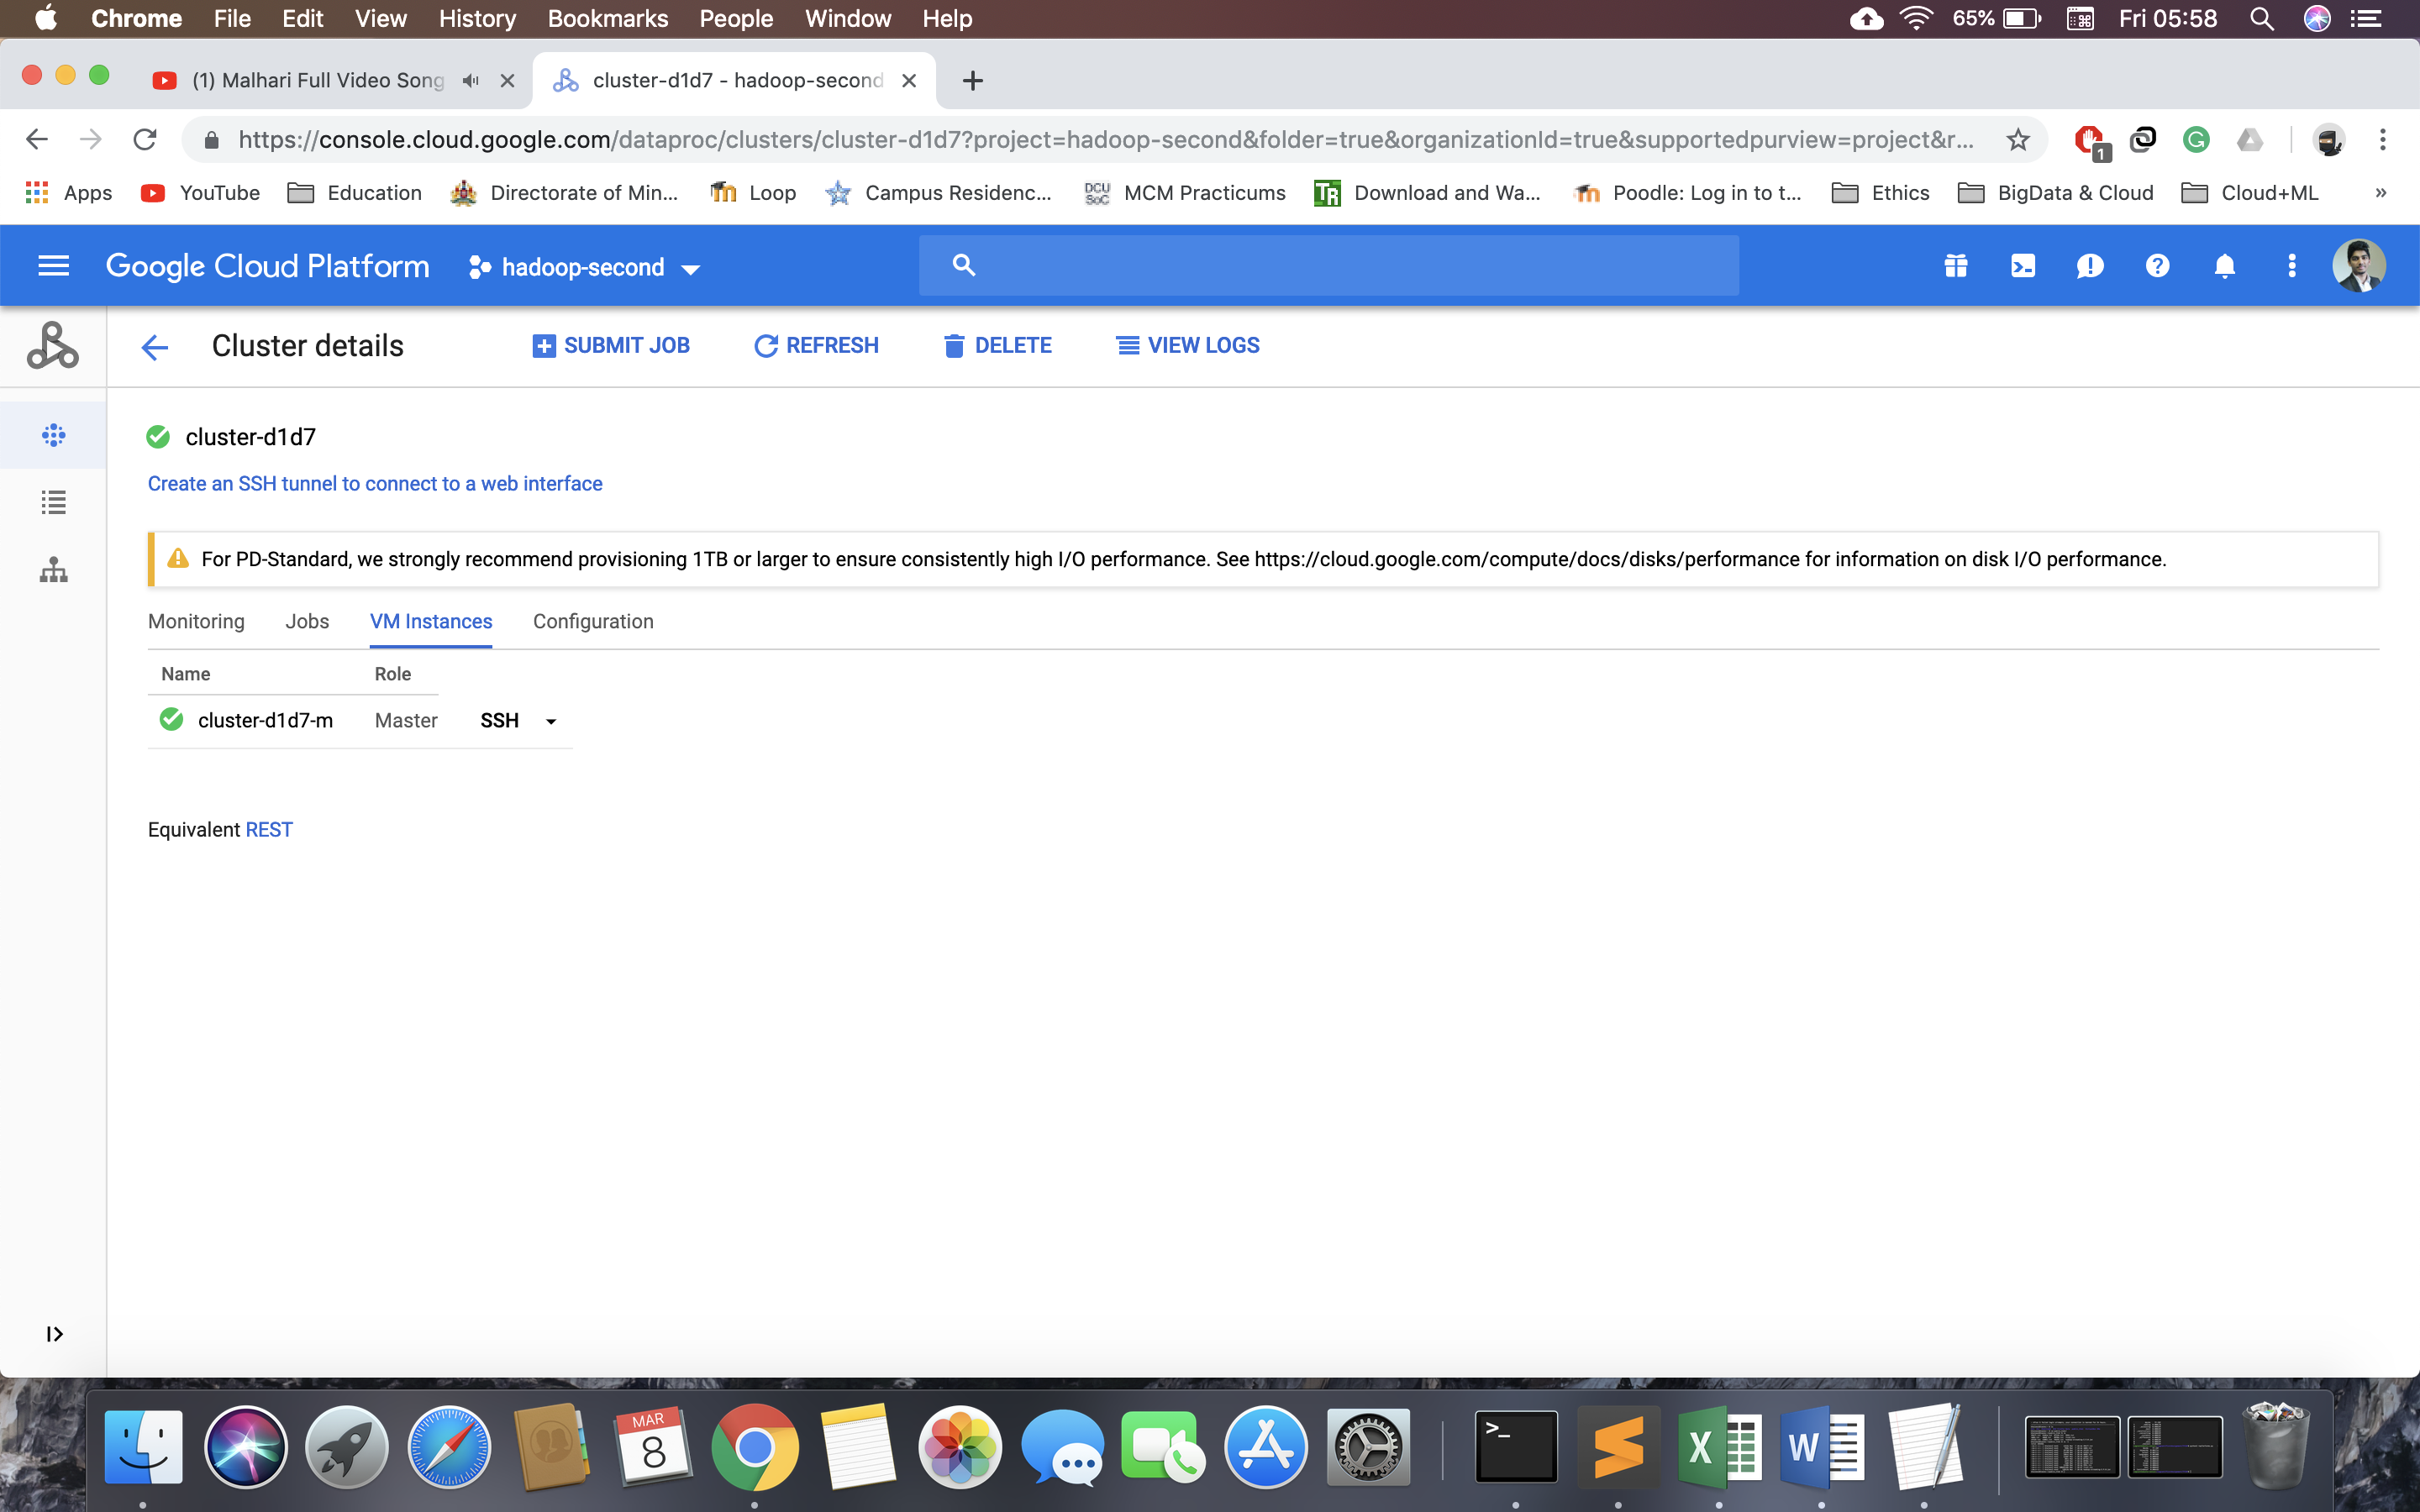 Chrome File Edit View History Bookmarks People Window Help 65% Fri 05:58
(1) Malhari Full Video Song cluster-d1d7 - hadoop-second
https://console.cloud.google.com/dataproc/clusters/cluster-d1d7?project=hadoop-second&folder=true&organizationId=true&supportedpurview=project&r... 1
Apps YouTube Education Directorate of Min... Loop Campus Residenc... DCU SoC MCM Practicums TR Download and Wa... Poodle: Log in to t... Ethics BigData & Cloud Cloud+ML »
Google Cloud Platform hadoop-second
Cluster details SUBMIT JOB REFRESH DELETE VIEW LOGS
cluster-d1d7
Create an SSH tunnel to connect to a web interface
For PD-Standard, we strongly recommend provisioning 1TB or larger to ensure consistently high I/O performance. See https://cloud.google.com/compute/docs/disks/performance for information on disk I/O performance.
Monitoring Jobs VM Instances Configuration
Name Role
cluster-d1d7-m Master SSH
Equivalent REST
MAR
8